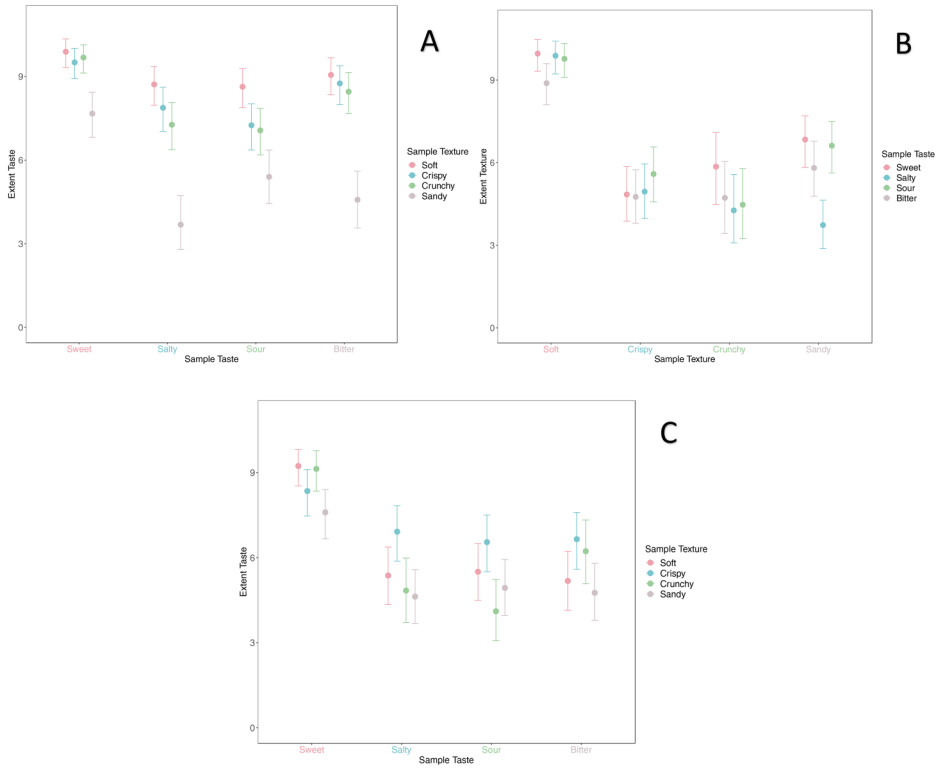 A
9
6
3
0
Extent Taste
Sweet Salty Sour Bitter
Sample Taste
Sample Texture
Soft
Crispy
Crunchy
Sandy
B
9
6
3
0
Extent Texture
Soft Crispy Crunchy Sandy
Sample Texture
Sample Taste
Sweet
Salty
Sour
Bitter
C
9
6
3
0
Extent Taste
Sweet Salty Sour Bitter
Sample Taste
Sample Texture
Soft
Crispy
Crunchy
Sandy